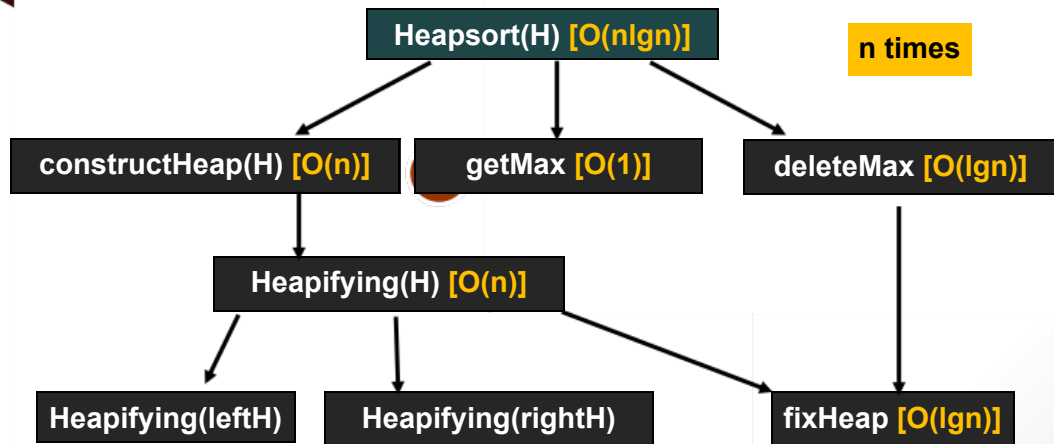 Heapsort(H) [O(nlgn)]
n times
constructHeap(H) [O(n)]
getMax [O(1)]
deleteMax [O(lgn)]
Heapifying(H) [O(n)]
Heapifying(leftH)
Heapifying(rightH)
fixHeap [O(lgn)]